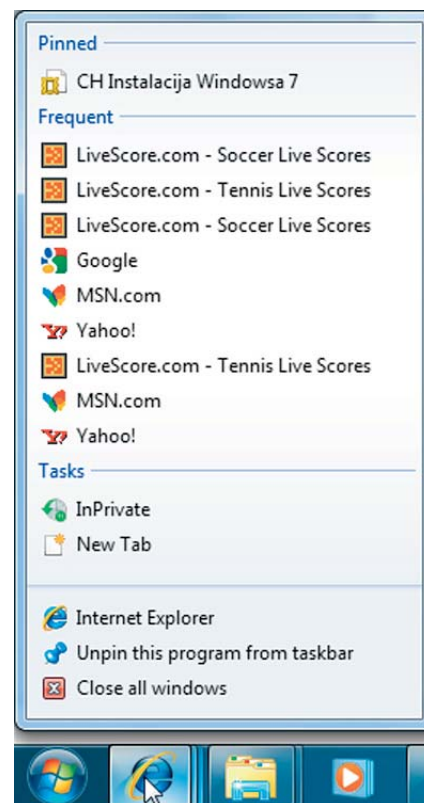 Pinned
CH Instalacija Windowsa 7
Frequent
LiveScore.com - Soccer Live Scores
LiveScore.com - Tennis Live Scores
LiveScore.com - Soccer Live Scores
Google
MSN.com
Yahoo!
LiveScore.com - Tennis Live Scores
MSN.com
Yahoo!
Tasks
InPrivate
New Tab
Internet Explorer
Unpin this program from taskbar
Close all windows